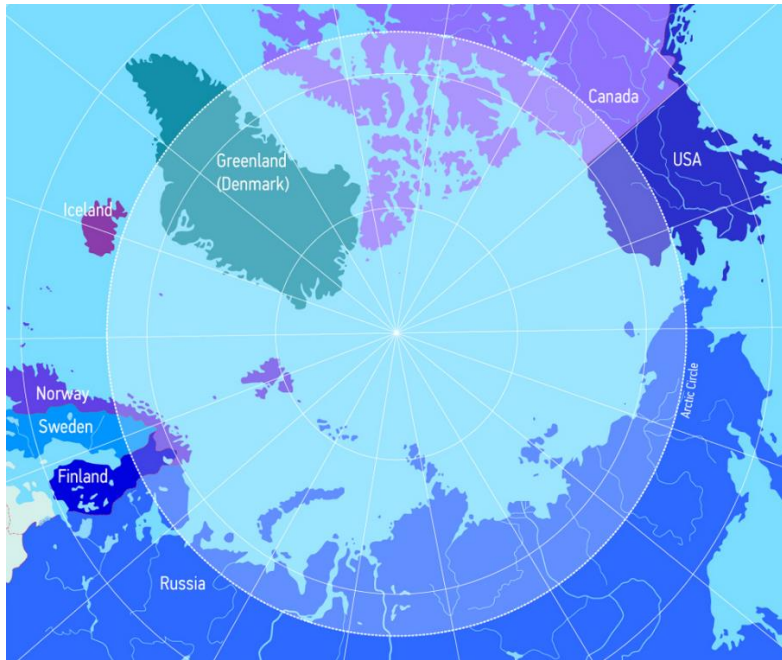 Canada
Greenland
(Denmark)
USA
Iceland
Arctic Circle
Norway
Sweden
Finland
Russia